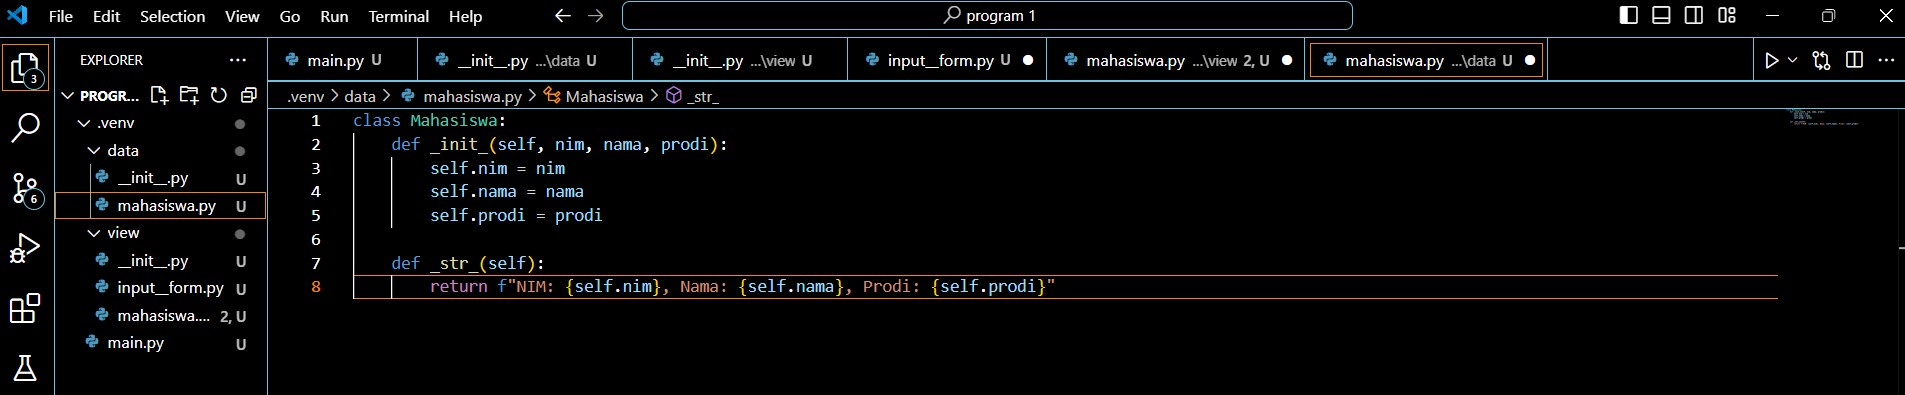 File Edit Selection View Go Run Terminal Help program 1
EXPLORER
main.py U
__init__.py ...\data U
__init__.py ...\view U
input__form.py U
mahasiswa.py ...\view 2, U
mahasiswa.py ...\data U
PROGR...
.venv
data
__init__.py U
mahasiswa.py U
view
__init__.py U
input__form.py U
mahasiswa.... 2, U
main.py U
3
6
.venv > data > mahasiswa.py > Mahasiswa > _str_
1 class Mahasiswa:
2 def _init_(self, nim, nama, prodi):
3 self.nim = nim
4 self.nama = nama
5 self.prodi = prodi
6
7 def _str_(self):
8 return f"NIM: {self.nim}, Nama: {self.nama}, Prodi: {self.prodi}"